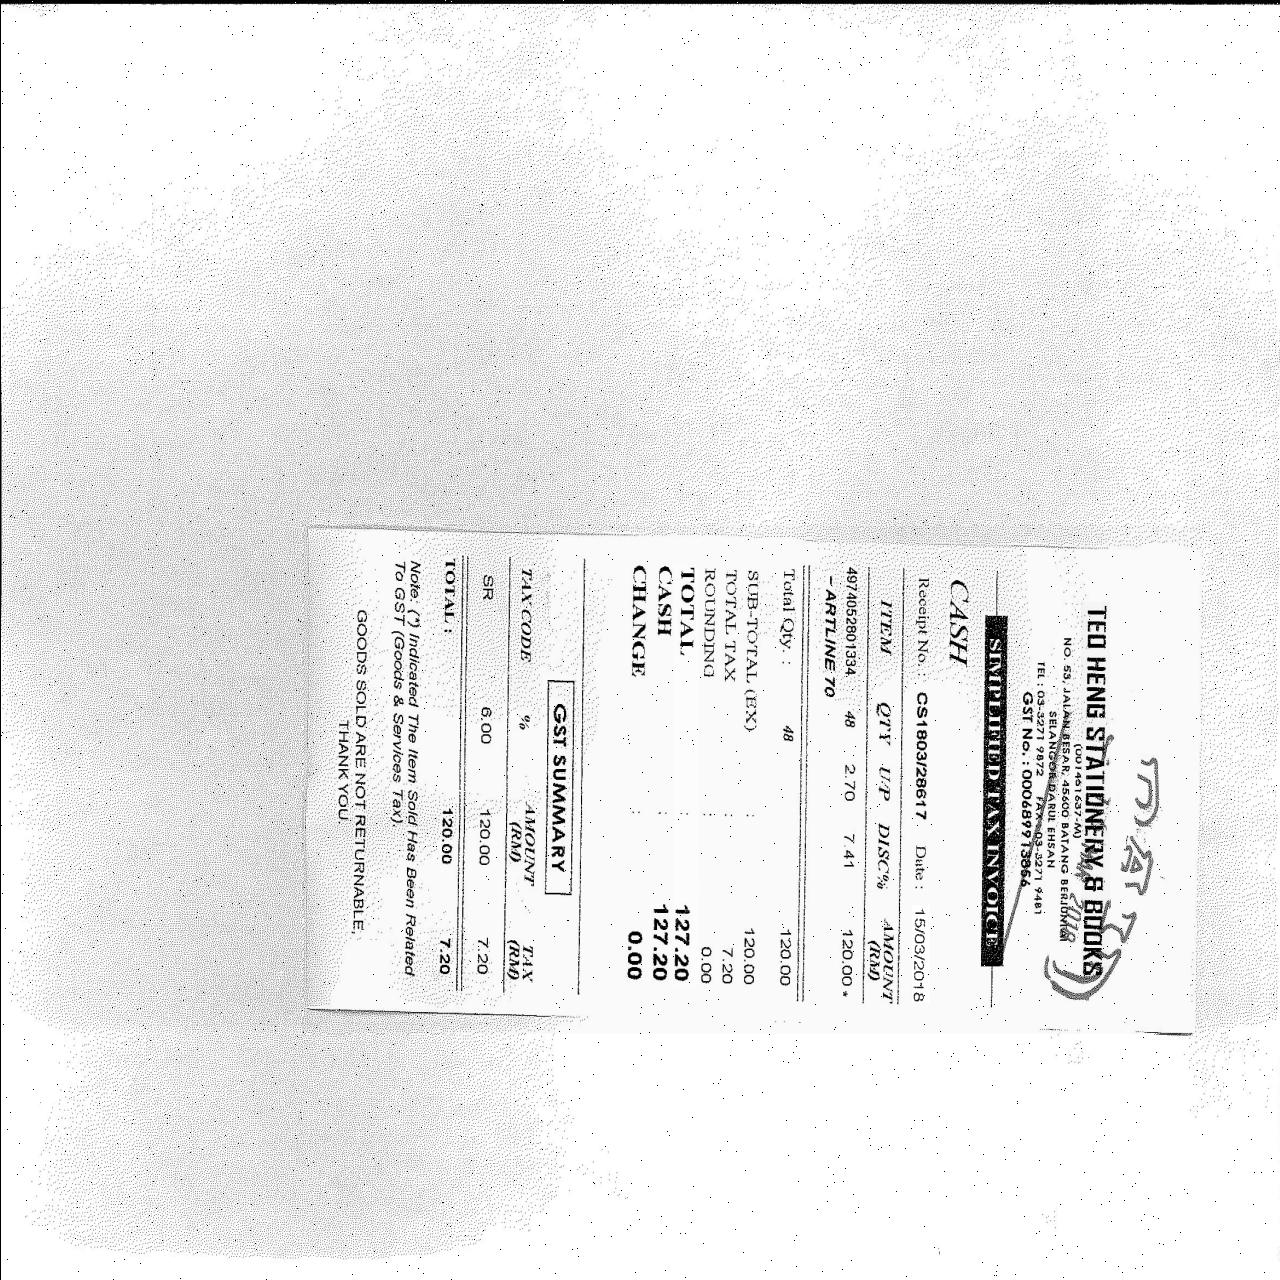 TEO HENG STATIONERY & BOOKS
(001461637-M)
NO. 53, JALAN BESAR, 45600 BATANG BERJUNTAI
SELANGOR DARUL EHSAN
TEL : 03-3271 9872 FAX : 03-3271 9481
GST No. : 000689913856
SIMPLIFIED TAX INVOICE
CASH
Receipt No. : CS1803/28617 Date : 15/03/2018
ITEM QTY U/P DISC% AMOUNT (RM)
4974052801334 48 2.70 7.41 120.00 *
- ARTLINE 70
Total Qty : 48 120.00
SUB-TOTAL (EX) : 120.00
TOTAL TAX : 7.20
ROUNDING : 0.00
TOTAL : 127.20
CASH : 127.20
CHANGE : 0.00
GST SUMMARY
TAX CODE % AMOUNT (RM) TAX (RM)
SR 6.00 120.00 7.20
TOTAL : 120.00 7.20
Note. (*) Indicated The Item Sold Has Been Related
To GST (Goods & Services Tax).
GOODS SOLD ARE NOT RETURNABLE,
THANK YOU.